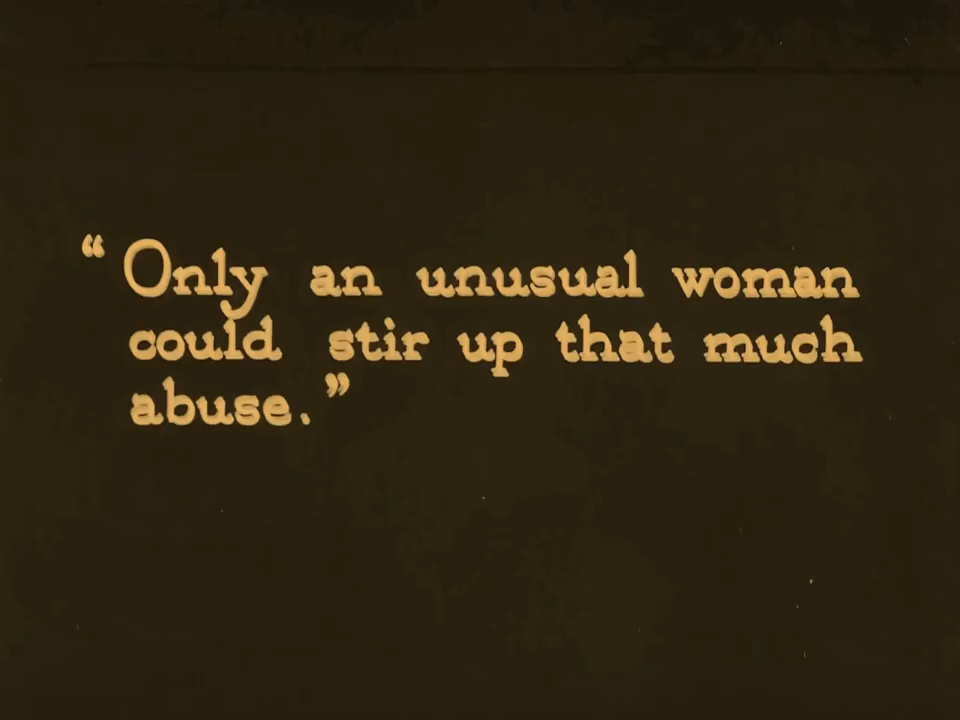 “Only an unusual woman
could stir up that much
abuse.”